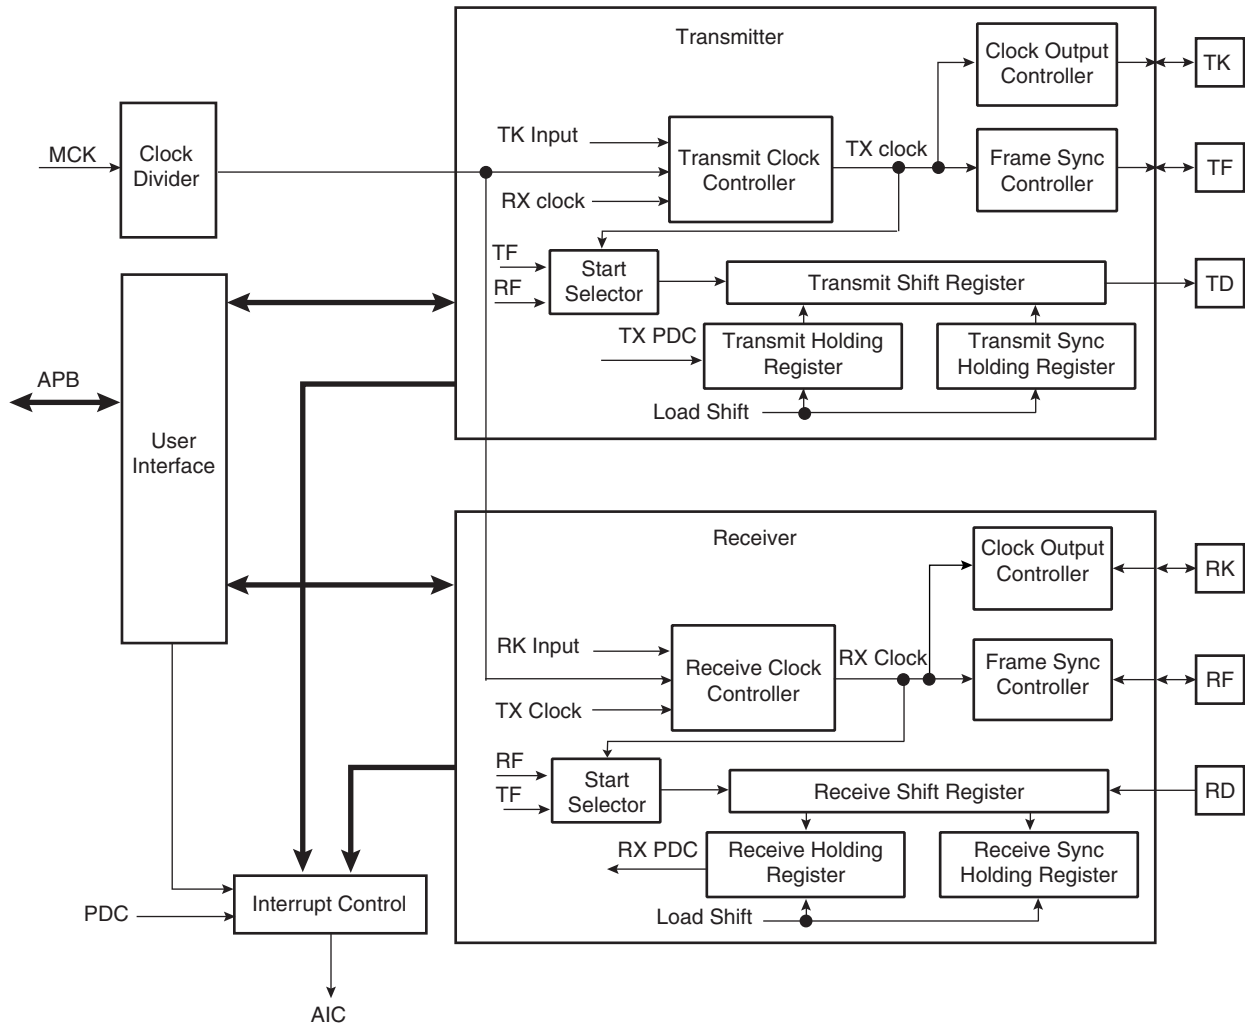 Transmitter
Clock Output
Controller
TK
MCK
Clock
Divider
TK Input
Transmit Clock
Controller
RX clock
TX clock
Frame Sync
Controller
TF
TF
RF
Start
Selector
Transmit Shift Register
TD
TX PDC
Transmit Holding
Register
Transmit Sync
Holding Register
Load Shift
APB
User
Interface
Receiver
Clock Output
Controller
RK
RK Input
Receive Clock
Controller
TX Clock
RX Clock
Frame Sync
Controller
RF
RF
TF
Start
Selector
Receive Shift Register
RD
RX PDC
Receive Holding
Register
Receive Sync
Holding Register
Load Shift
PDC
Interrupt Control
AIC